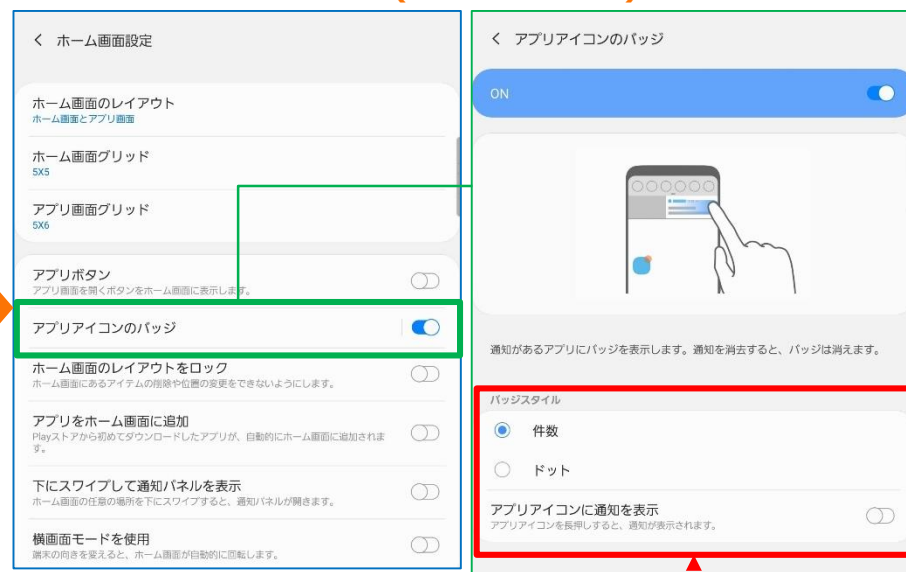 ホーム画面設定
ホーム画面のレイアウト
ホーム画面とアプリ画面
ホーム画面グリッド
5X5
アプリ画面グリッド
5X6
アプリボタン
アプリ画面を開くボタンをホーム画面に表示します。
アプリアイコンのバッジ
ホーム画面のレイアウトをロック
ホーム画面にあるアイテムの削除や位置の変更をできないようにします。
アプリをホーム画面に追加
Playストアから初めてダウンロードしたアプリが、自動的にホーム画面に追加されま
す。
下にスワイプして通知パネルを表示
ホーム画面の任意の場所を下にスワイプすると、通知パネルが開きます。
横画面モードを使用
端末の向きを変えると、ホーム画面が自動的に回転します。
アプリアイコンのバッジ
ON
通知があるアプリにバッジを表示します。通知を消去すると、バッジは消えます。
バッジスタイル
件数
ドット
アプリアイコンに通知を表示
アプリアイコンを長押しすると、通知が表示されます。